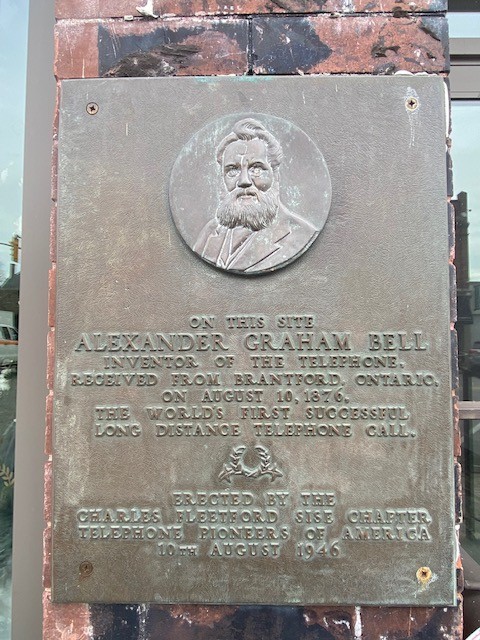 ON THIS SITE
ALEXANDER GRAHAM BELL
INVENTOR OF THE TELEPHONE,
RECEIVED FROM BRANTFORD, ONTARIO,
ON AUGUST 10, 1876,
THE WORLD'S FIRST SUCCESSFUL
LONG DISTANCE TELEPHONE CALL.
ERECTED BY THE
CHARLES FLEETFORD SISE CHAPTER
TELEPHONE PIONEERS OF AMERICA
10TH AUGUST 1946